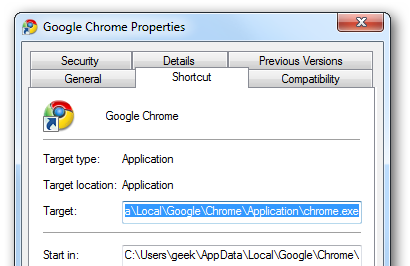 Google Chrome Properties
Security Details Previous Versions
General Shortcut Compatibility
Google Chrome
Target type: Application
Target location: Application
Target: a\Local\Google\Chrome\Application\chrome.exe
Start in: C:\Users\geek\AppData\Local\Google\Chrome\